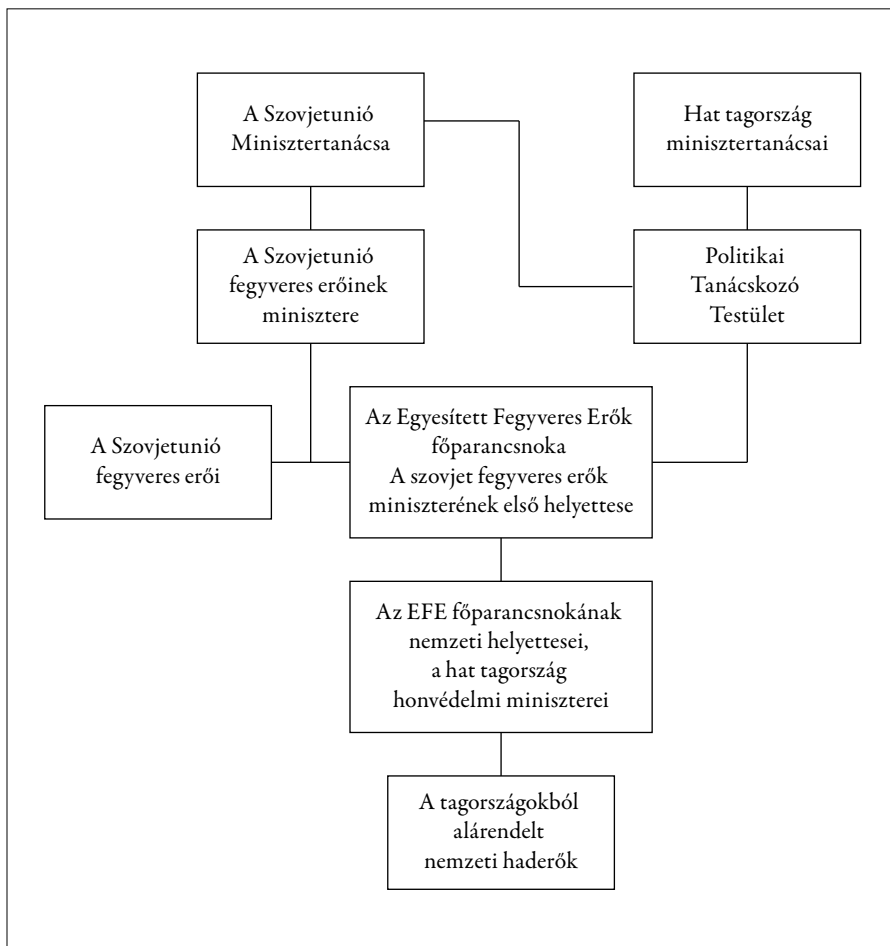 A Szovjetunió
Minisztertanácsa
Hat tagország
minisztertanácsai
A Szovjetunió
fegyveres erőinek
minisztere
Politikai
Tanácskozó
Testület
A Szovjetunió
fegyveres erői
Az Egyesített Fegyveres Erők
főparancsnoka
A szovjet fegyveres erők
miniszterének első helyettese
Az EFE főparancsnokának
nemzeti helyettesei,
a hat tagország
honvédelmi miniszterei
A tagországokból
alárendelt
nemzeti haderők